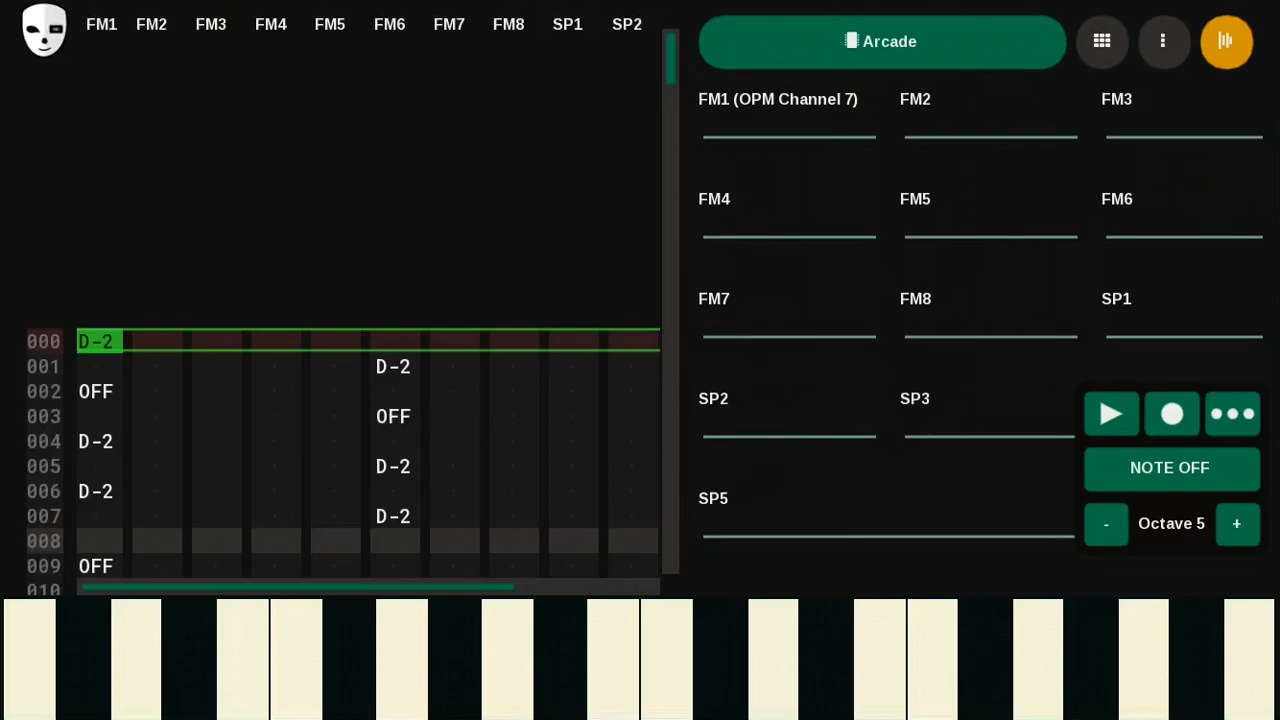 FM1 FM2 FM3 FM4 FM5 FM6 FM7 FM8 SP1 SP2
000 D-2
001 D-2
002 OFF
003 OFF
004 D-2
005 D-2
006 D-2
007 D-2
008
009 OFF
010
Arcade
FM1 (OPM Channel 7) FM2 FM3
FM4 FM5 FM6
FM7 FM8 SP1
SP2 SP3
SP5
NOTE OFF
- Octave 5 +